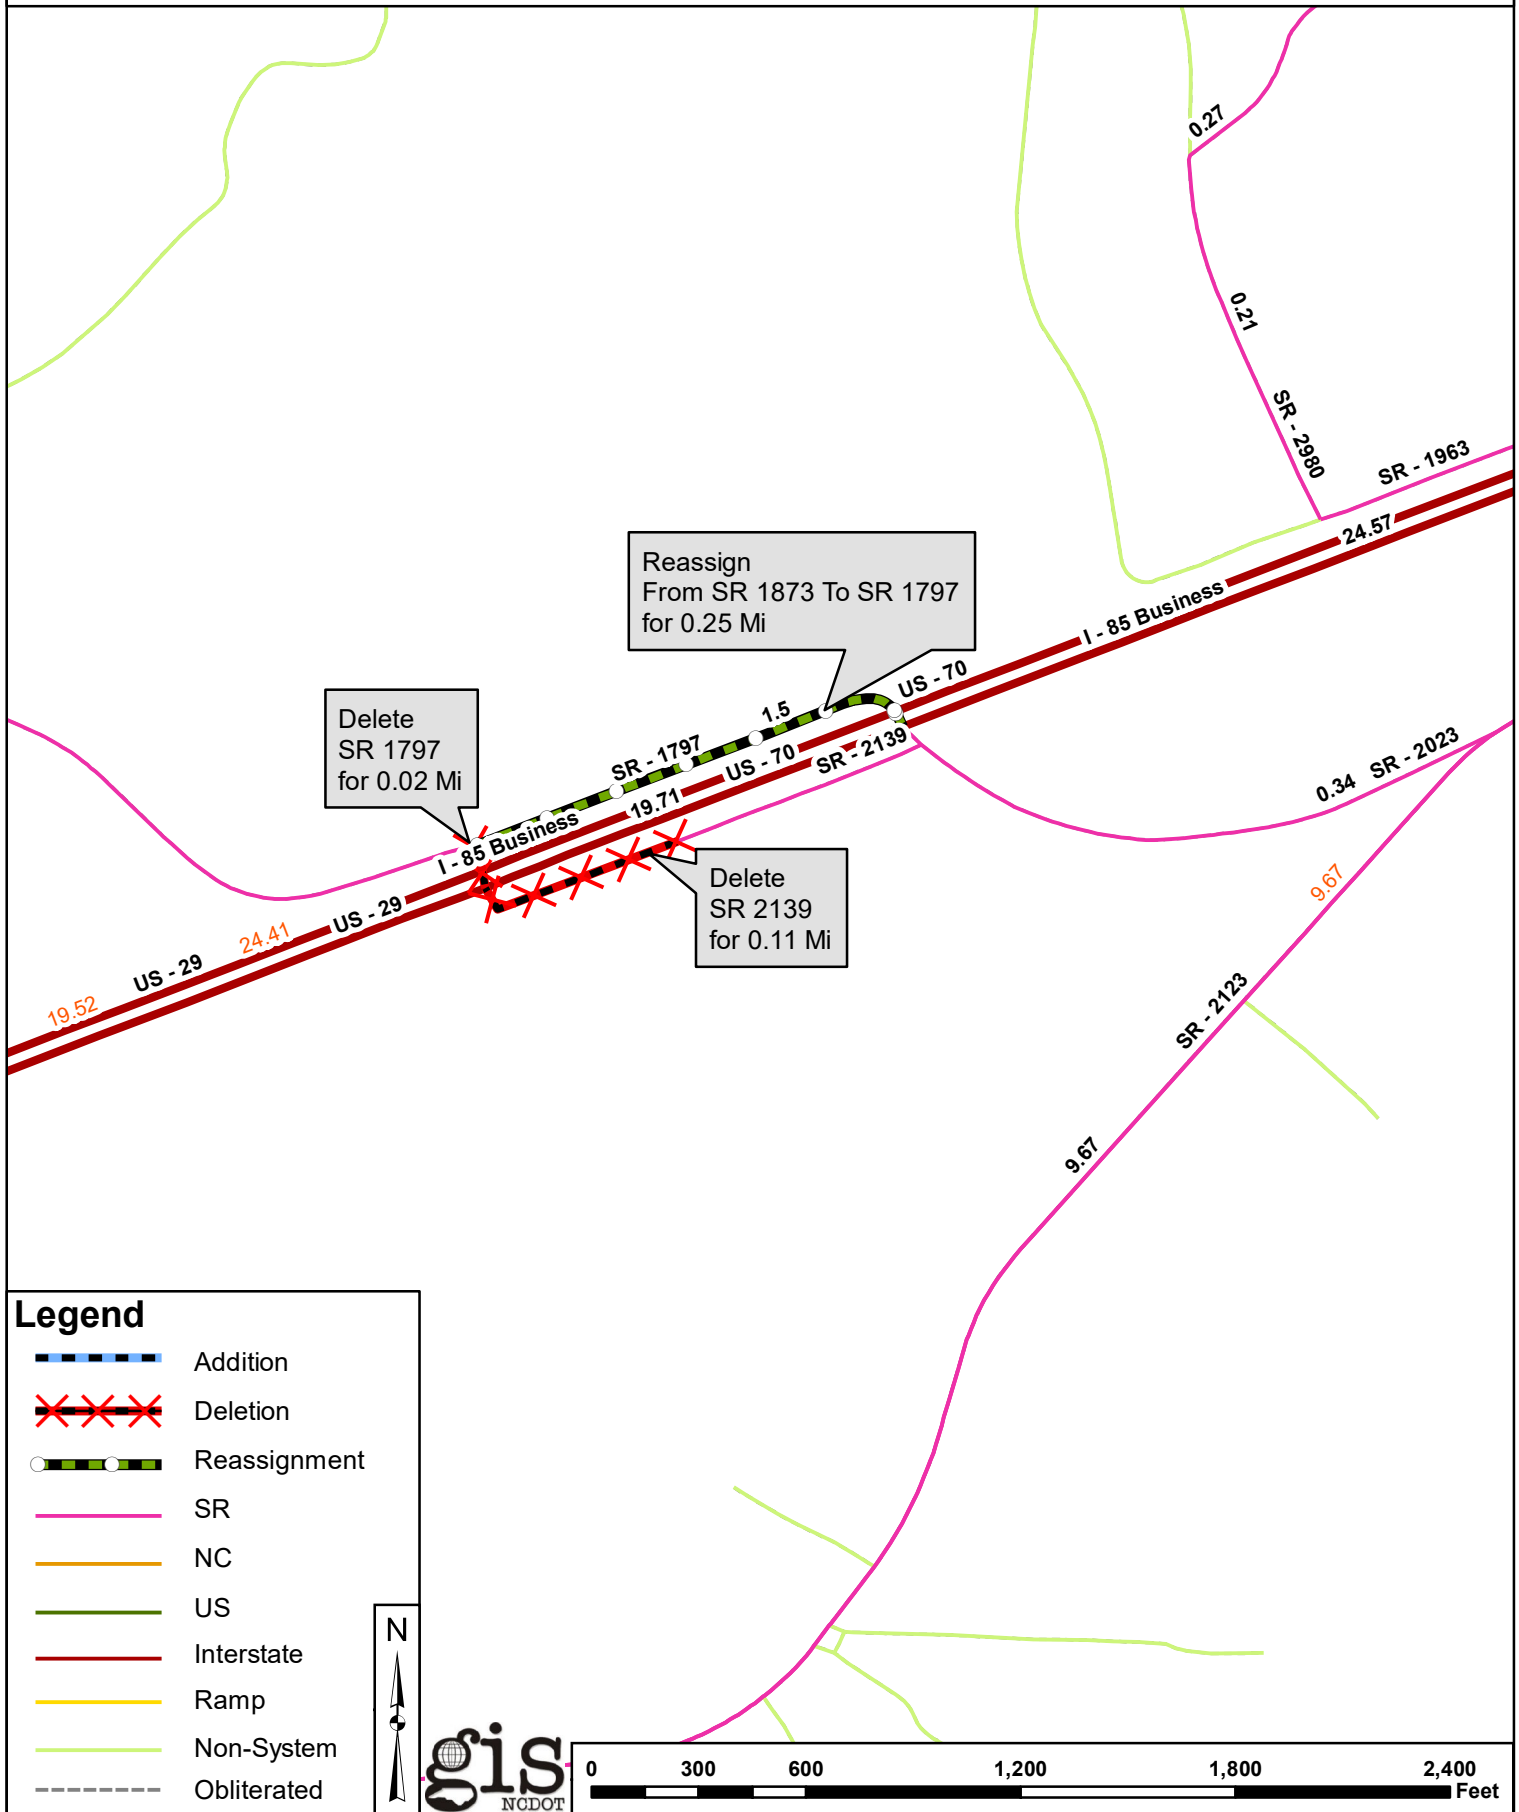 0.27
0.21
SR - 2980
SR - 1963
24.57
Reassign
From SR 1873 To SR 1797
for 0.25 Mi
I - 85 Business
US - 70
Delete
SR 1797
for 0.02 Mi
1.5
SR - 1797
US - 70
SR - 2139
0.34 SR - 2023
19.71
I - 85 Business
Delete
SR 2139
for 0.11 Mi
9.67
US - 29
24.41
US - 29
19.52
SR - 2123
9.67
Legend
Addition
Deletion
Reassignment
SR
NC
US
Interstate
Ramp
Non-System
Obliterated
N
gis
NCDOT
0 300 600 1,200 1,800 2,400
Feet